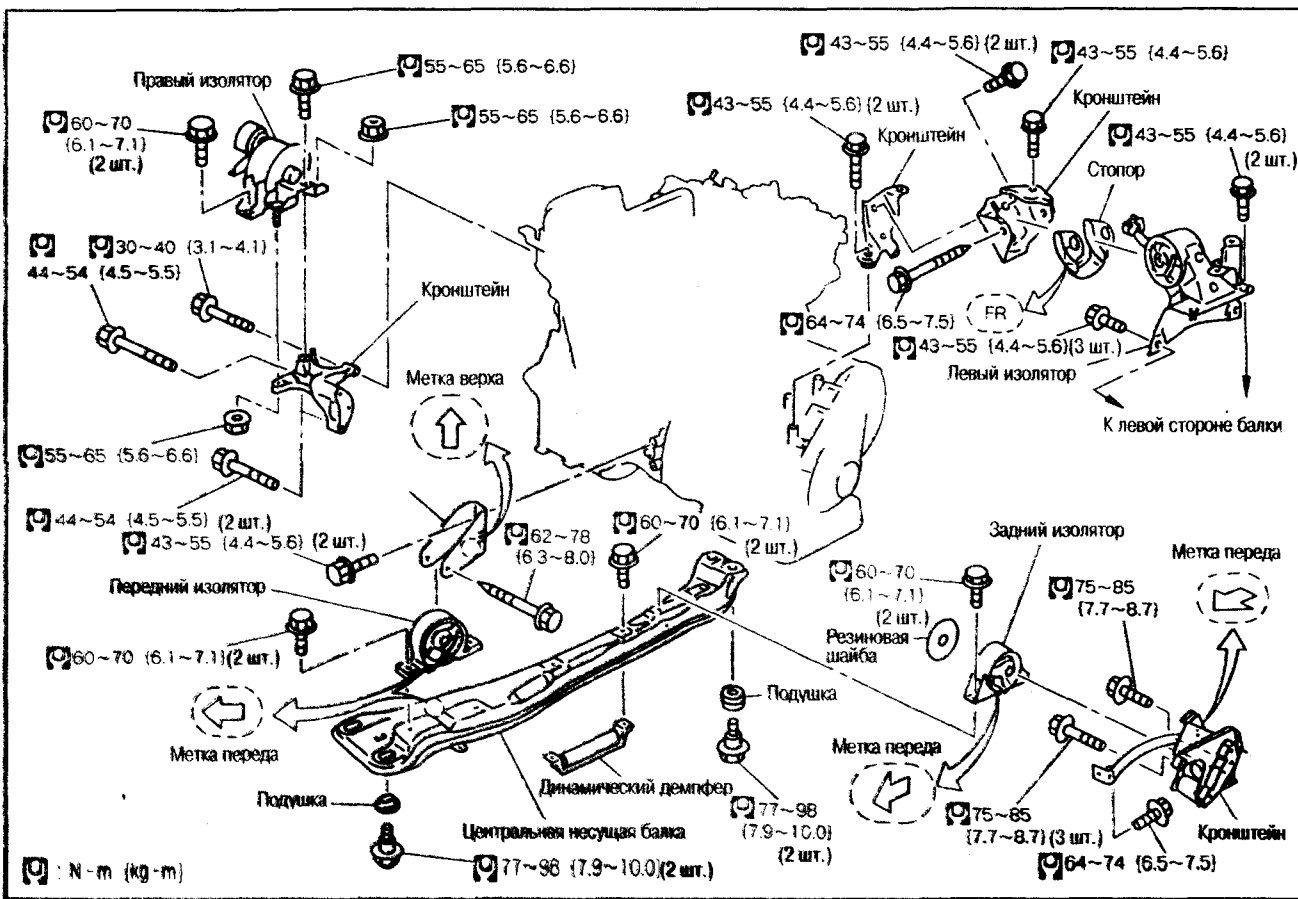 Правый изолятор
55~65 {5.6~6.6}
60~70
{6.1~7.1}
(2 шт.)
55~65 {5.6~6.6}
30~40 {3.1~4.1}
44~54 {4.5~5.5}
Кронштейн
55~65 {5.6~6.6}
44~54 {4.5~5.5} (2 шт.)
43~55 {4.4~5.6} (2 шт.)
Метка верха
62~78
{6.3~8.0}
60~70 {6.1~7.1}
(2 шт.)
Передний изолятор
60~70 {6.1~7.1} (2 шт.)
Метка переда
Подушка
77~98 {7.9~10.0} (2 шт.)
Центральная несущая балка
Динамический демпфер
Подушка
77~98
{7.9~10.0}
(2 шт.)
43~55 {4.4~5.6} (2 шт.)
43~55 {4.4~5.6}
43~55 {4.4~5.6} (2 шт.)
Кронштейн
Кронштейн
43~55 {4.4~5.6}
(2 шт.)
Стопор
64~74 {6.5~7.5}
FR
43~55 {4.4~5.6} (3 шт.)
Левый изолятор
К левой стороне балки
Задний изолятор
60~70
{6.1~7.1}
(2 шт.)
Резиновая
шайба
Метка переда
75~85
{7.7~8.7}
Метка переда
75~85
{7.7~8.7} (3 шт.)
64~74 {6.5~7.5}
Кронштейн
: N-m {kg-m}